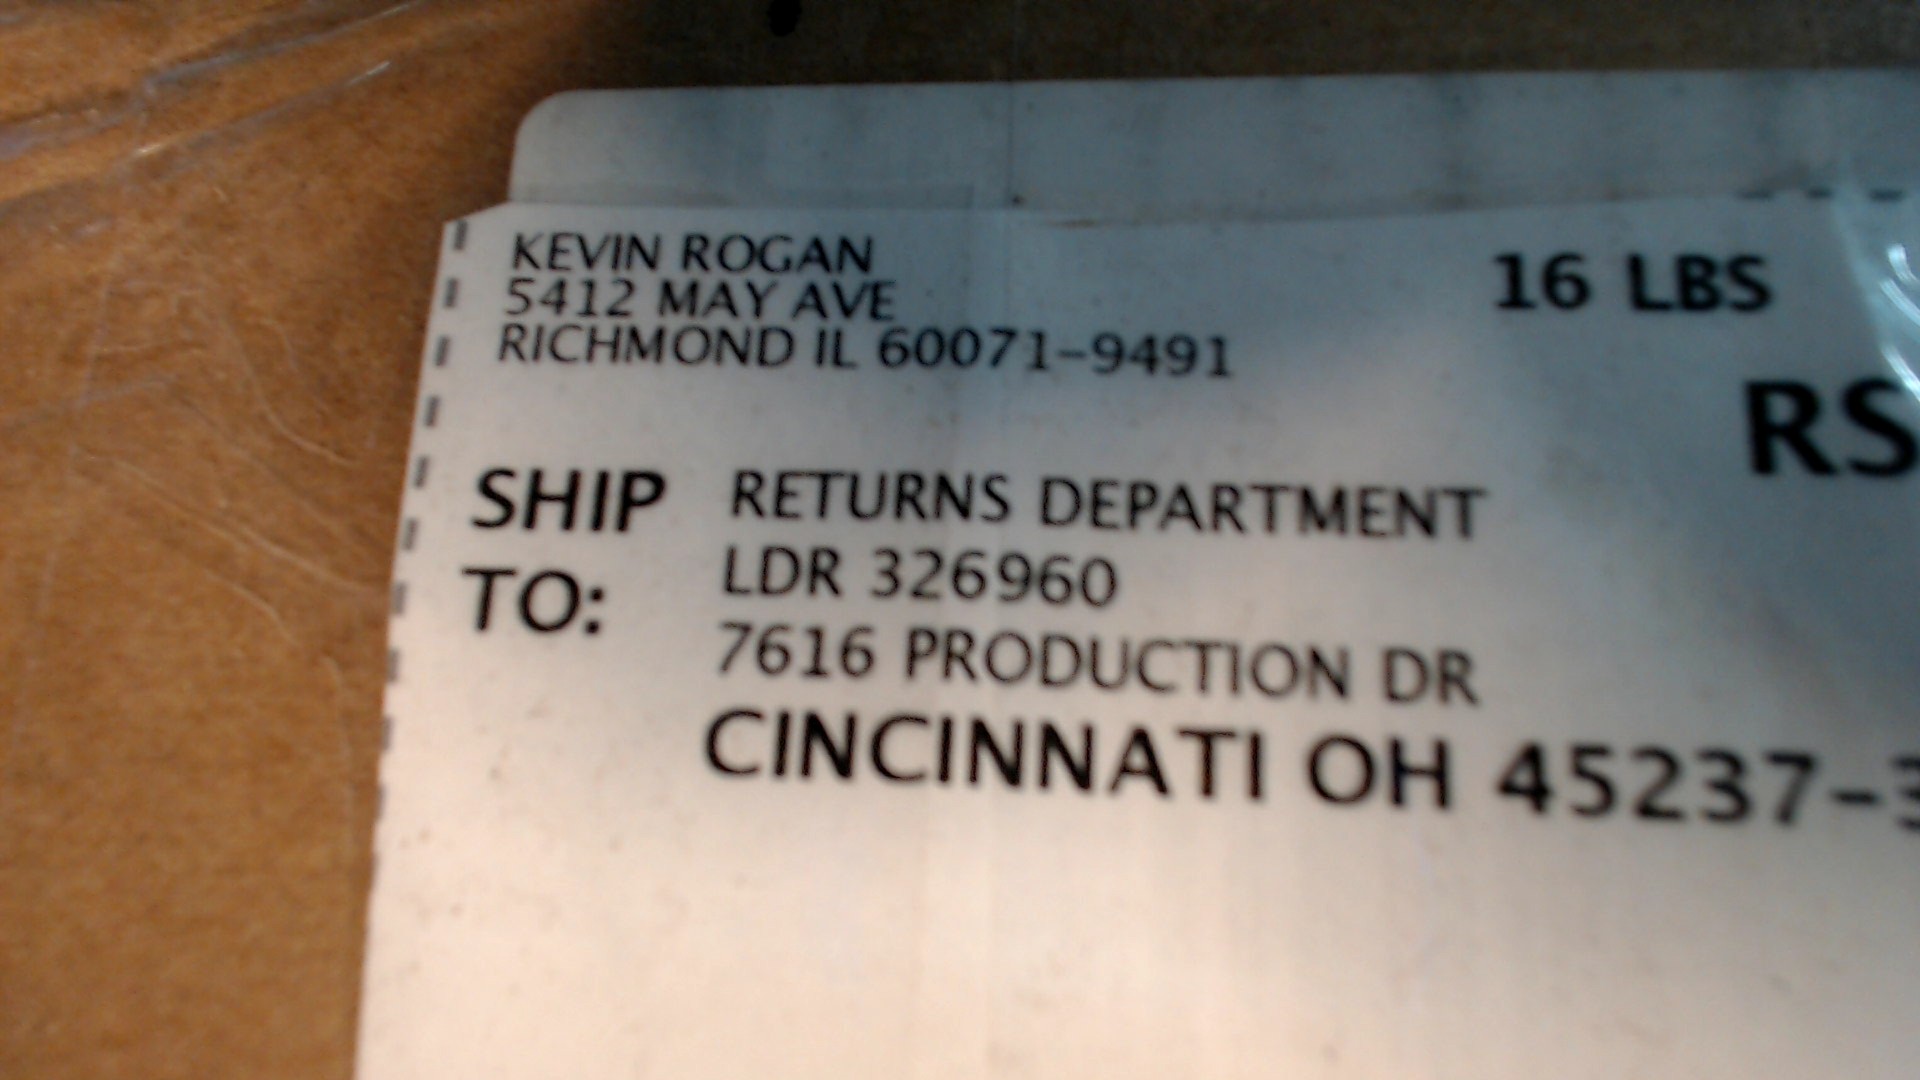 KEVIN ROGAN
5412 MAY AVE
RICHMOND IL 60071-9491
16 LBS
RS
SHIP TO:
RETURNS DEPARTMENT
LDR 326960
7616 PRODUCTION DR
CINCINNATI OH 45237-3